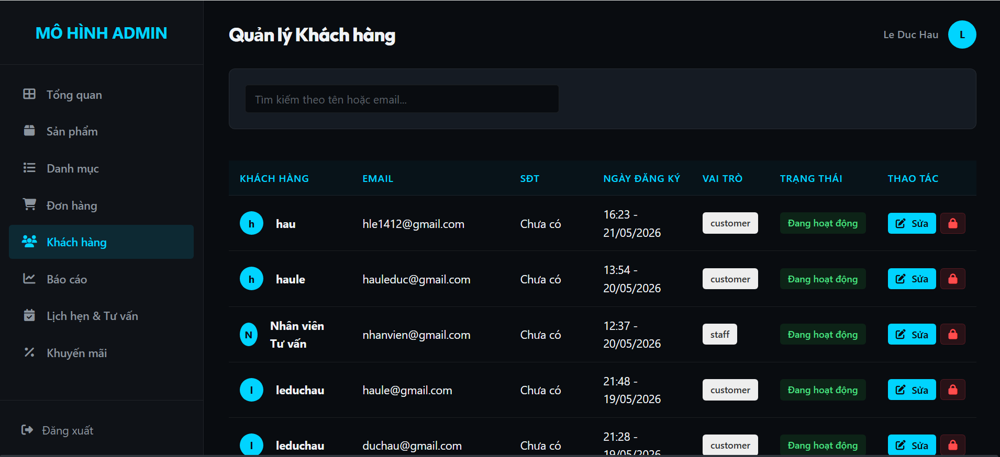 MÔ HÌNH ADMIN
Tổng quan
Sản phẩm
Danh mục
Đơn hàng
Khách hàng
Báo cáo
Lịch hẹn & Tư vấn
Khuyến mãi
Đăng xuất
Quản lý Khách hàng
Le Duc Hau L
Tìm kiếm theo tên hoặc email...
KHÁCH HÀNG EMAIL SĐT NGÀY ĐĂNG KÝ VAI TRÒ TRẠNG THÁI THAO TÁC
h hau hle1412@gmail.com Chưa có 16:23 -
21/05/2026 customer Đang hoạt động Sửa
h haule hauleduc@gmail.com Chưa có 13:54 -
20/05/2026 customer Đang hoạt động Sửa
N Nhân viên
Tư vấn nhanvien@gmail.com Chưa có 12:37 -
20/05/2026 staff Đang hoạt động Sửa
l leduchau haule@gmail.com Chưa có 21:48 -
19/05/2026 customer Đang hoạt động Sửa
l leduchau duchau@gmail.com Chưa có 21:28 -
19/05/2026 customer Đang hoạt động Sửa